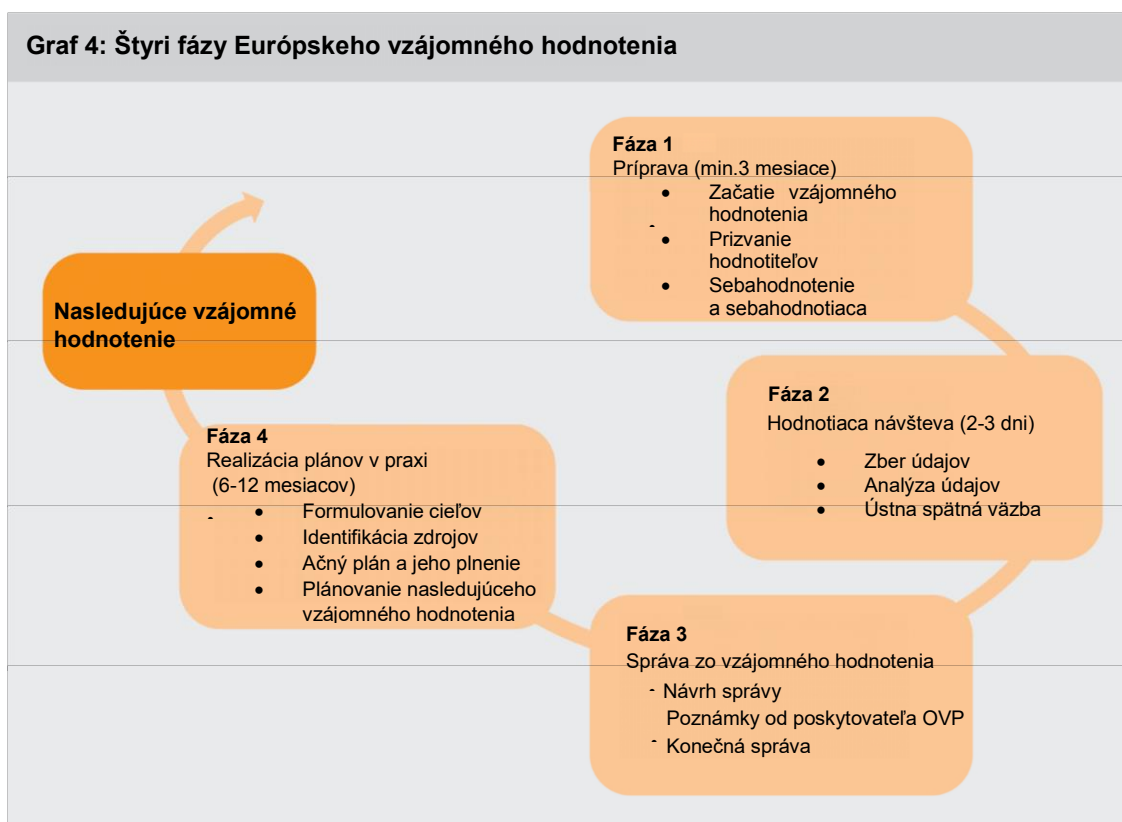 Graf 4: Štyri fázy Európskeho vzájomného hodnotenia
Fáza 1
Príprava (min.3 mesiace)
• Začatie vzájomného
hodnotenia
• Prizvanie
hodnotiteľov
• Sebahodnotenie
a sebahodnotiaca
Fáza 2
Hodnotiaca návšteva (2-3 dni)
• Zber údajov
• Analýza údajov
• Ústna spätná väzba
Fáza 3
Správa zo vzájomného hodnotenia
- Návrh správy
Poznámky od poskytovateľa OVP
- Konečná správa
Fáza 4
Realizácia plánov v praxi
(6-12 mesiacov)
• Formulovanie cieľov
• Identifikácia zdrojov
• Ačný plán a jeho plnenie
• Plánovanie nasledujúceho
vzájomného hodnotenia
Nasledujúce vzájomné
hodnotenie